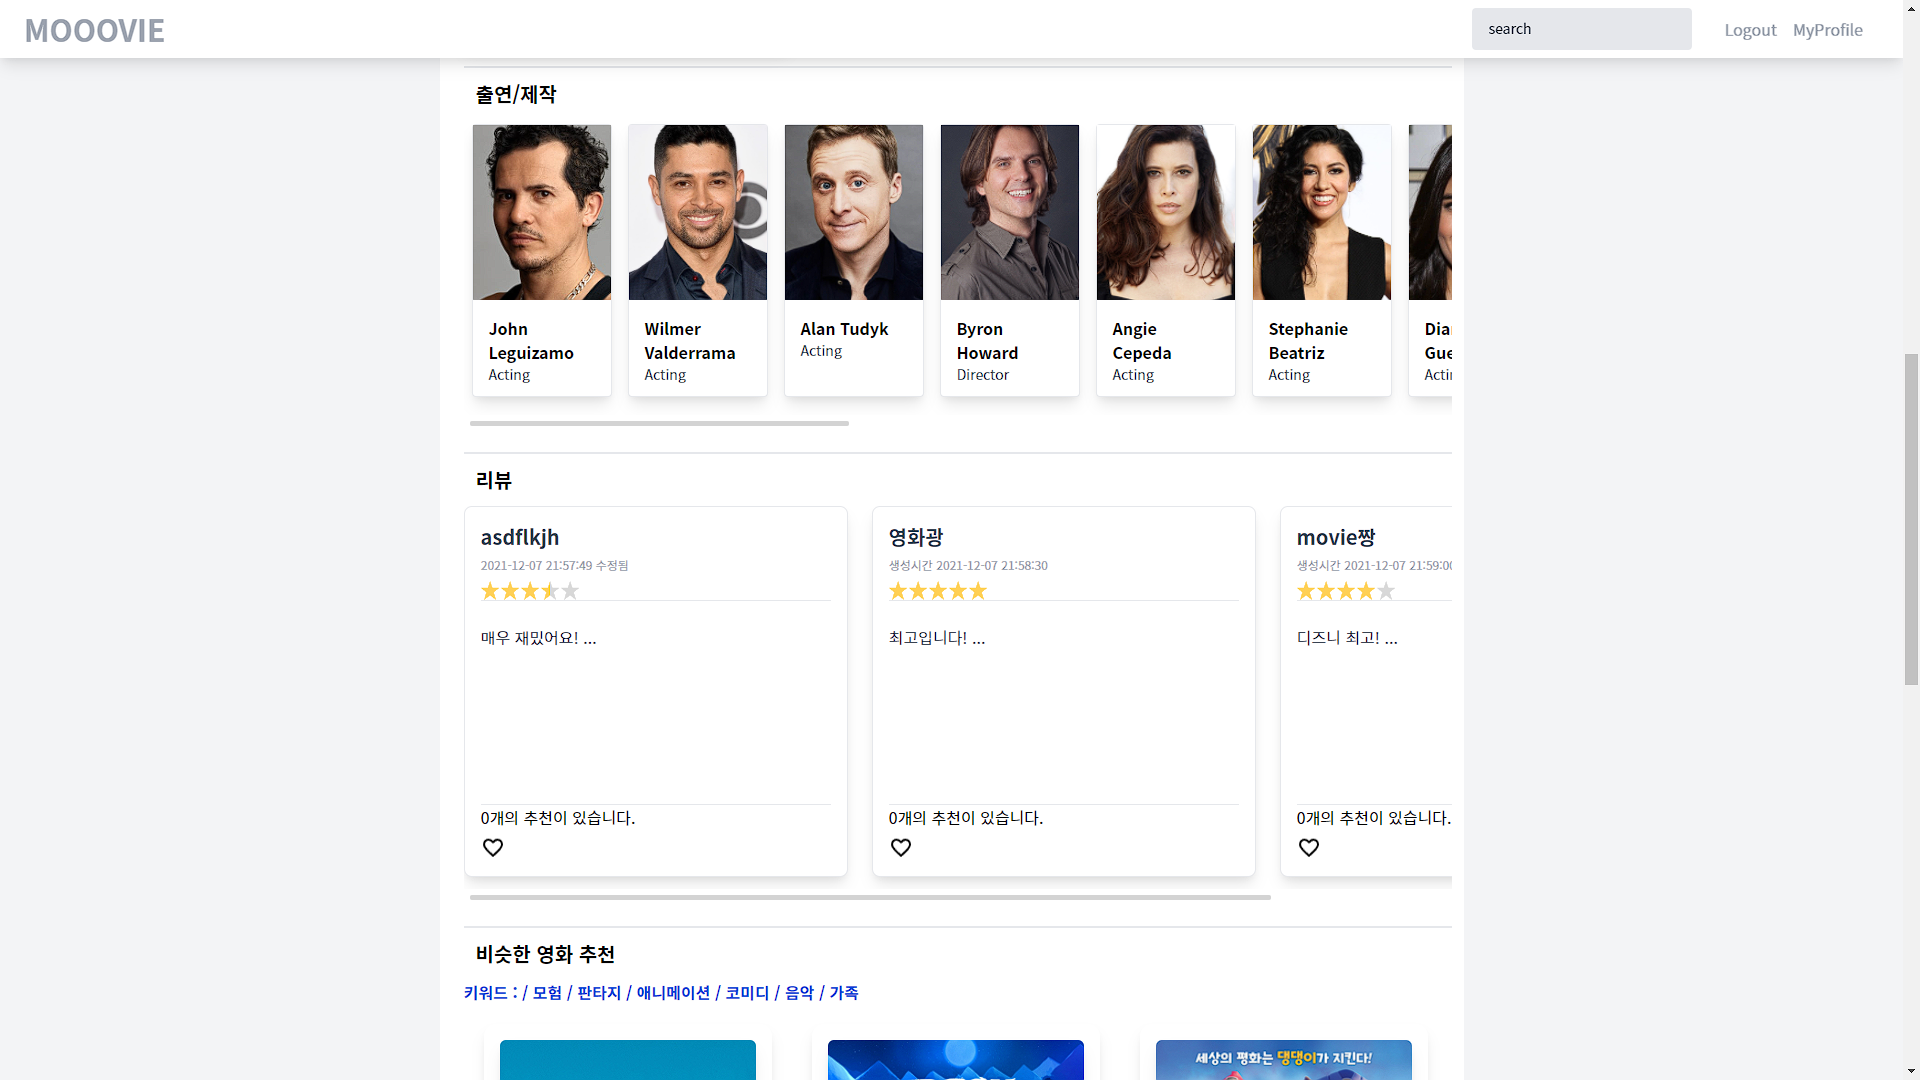 MOOOVIE
search
Logout
MyProfile
출연/제작
John
Leguizamo
Acting
Wilmer
Valderrama
Acting
Alan Tudyk
Acting
Byron
Howard
Director
Angie
Cepeda
Acting
Stephanie
Beatriz
Acting
리뷰
asdflkjh
2021-12-07 21:57:49 수정됨
매우 재밌어요! ...
0개의 추천이 있습니다.
영화광
생성시간 2021-12-07 21:58:30
최고입니다! ...
0개의 추천이 있습니다.
movie짱
생성시간 2021-12-07 21:59:00
디즈니 최고! ...
0개의 추천이 있습니다.
비슷한 영화 추천
키워드 : / 모험 / 판타지 / 애니메이션 / 코미디 / 음악 / 가족
세상의 평화는 댕댕이가 지킨다!